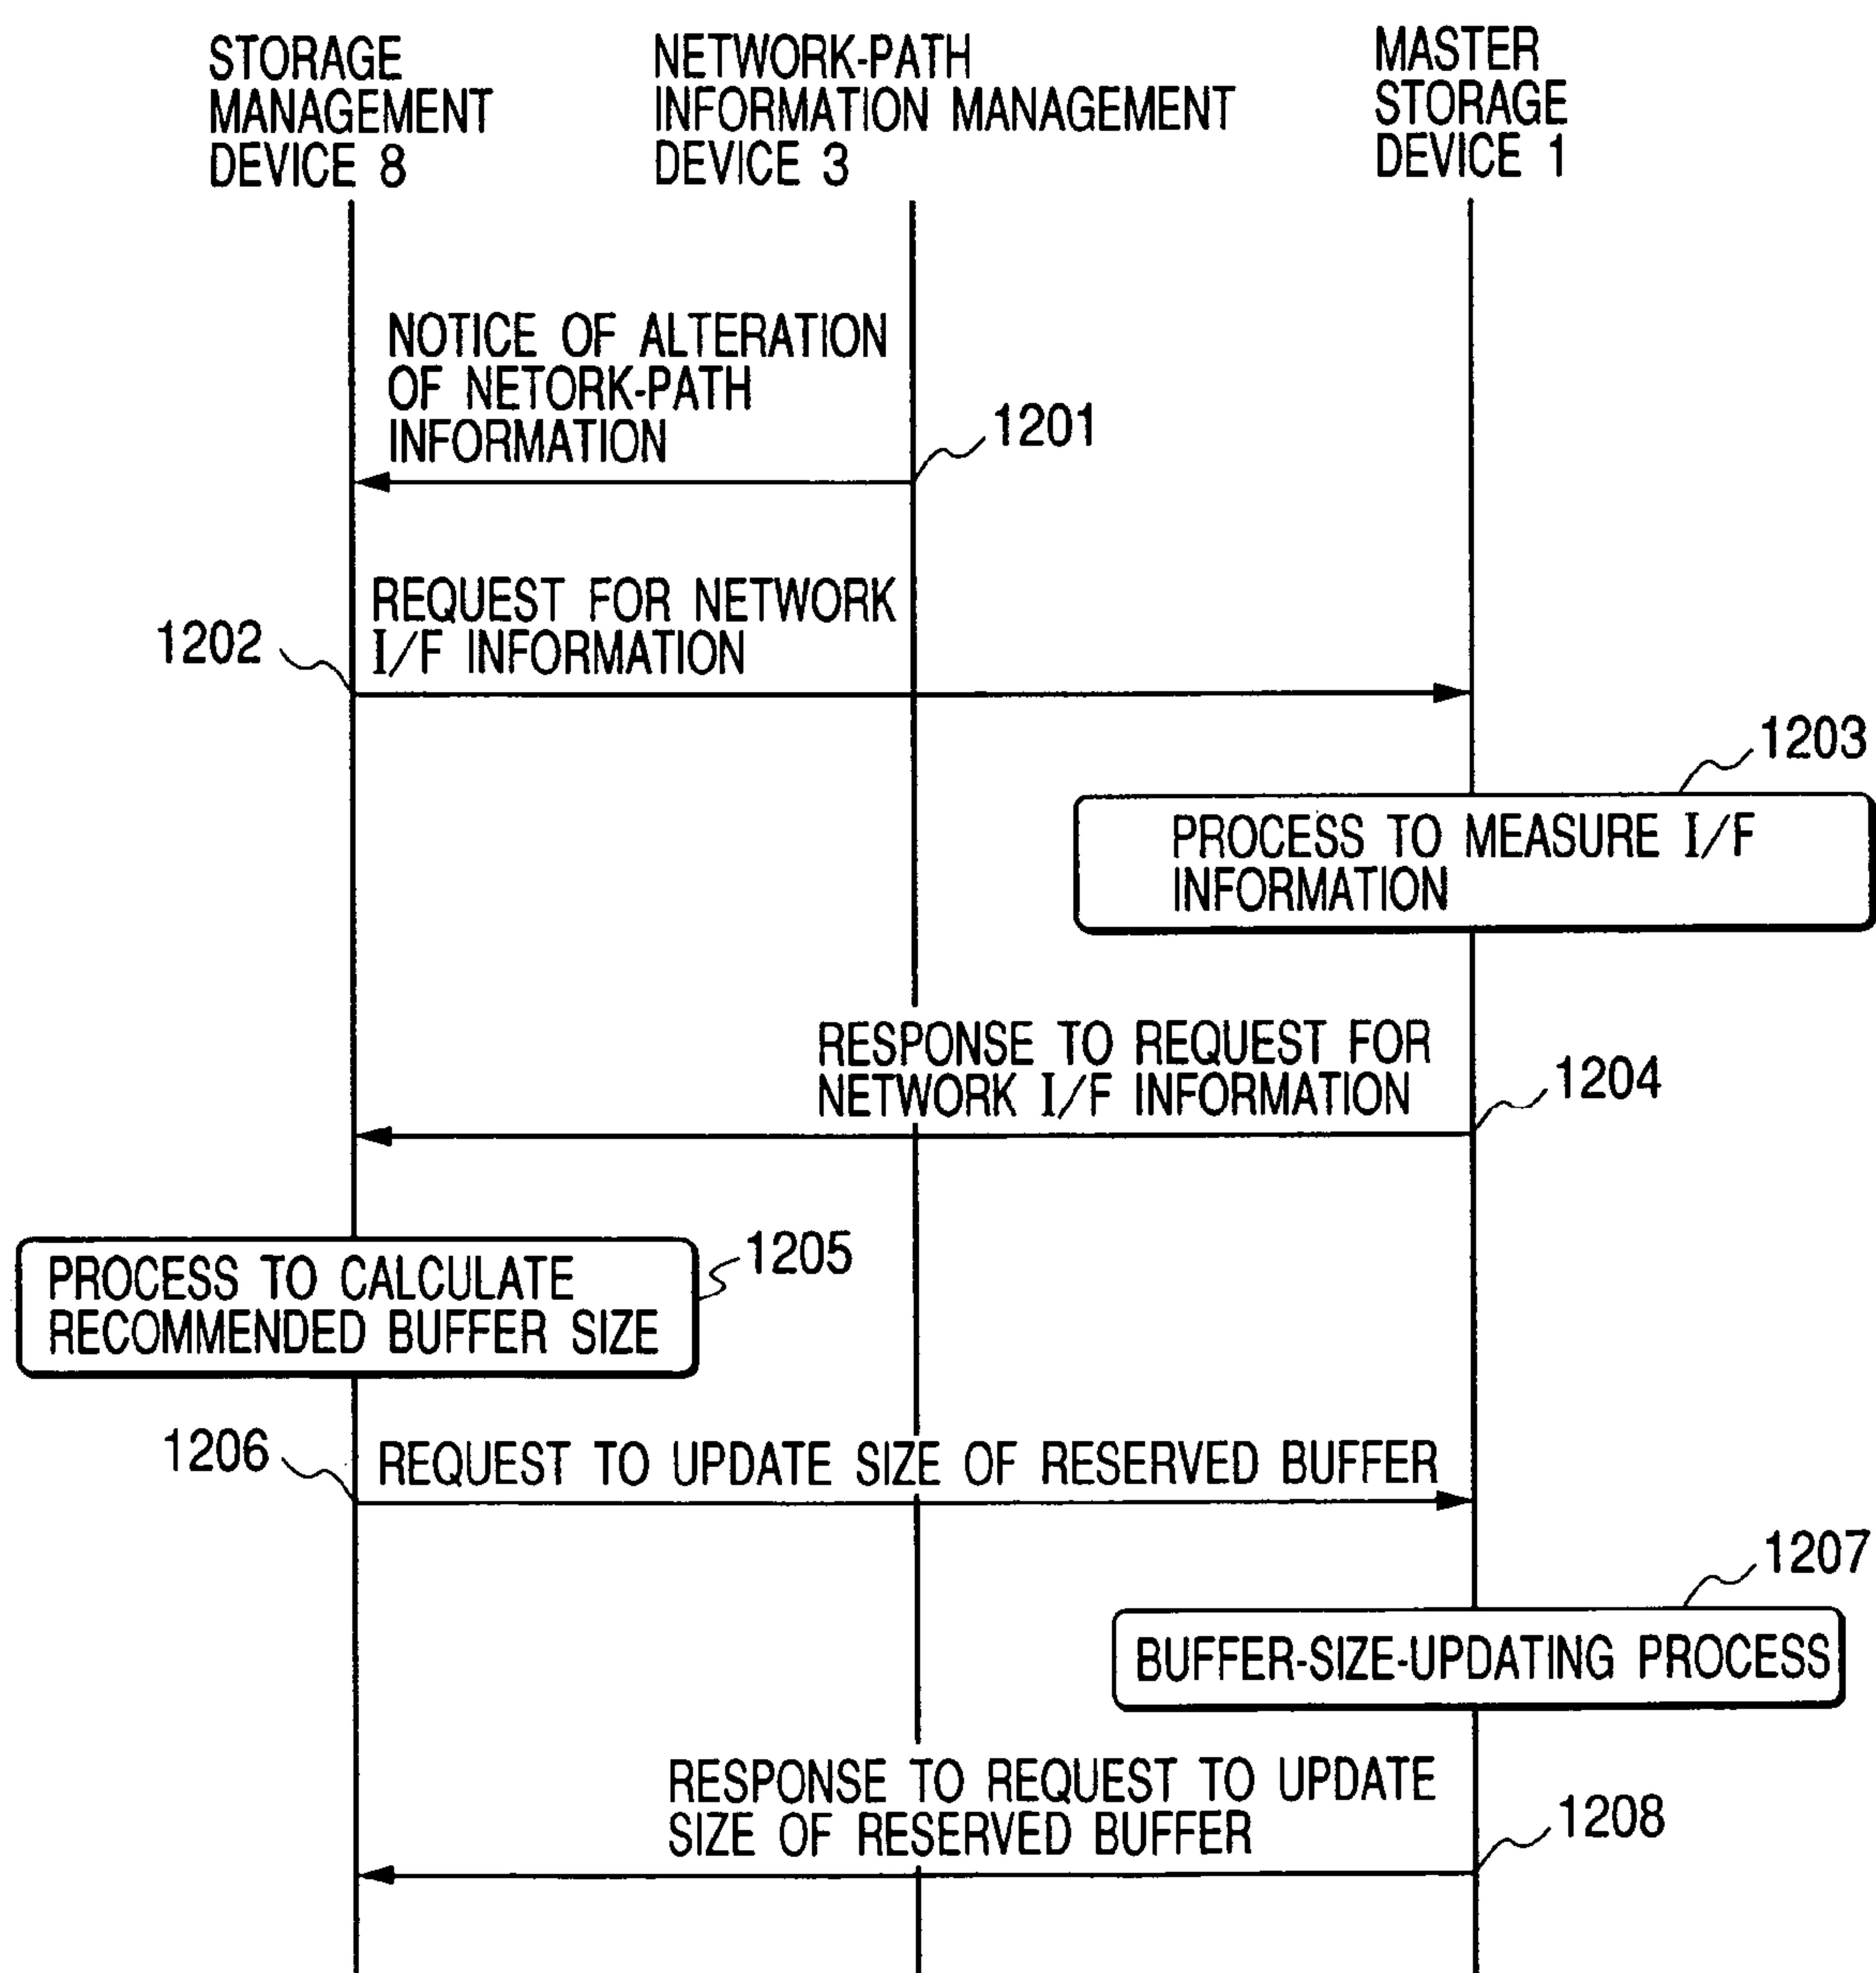 STORAGE
MANAGEMENT
DEVICE 8
NETWORK-PATH
INFORMATION MANAGEMENT
DEVICE 3
MASTER
STORAGE
DEVICE 1
NOTICE OF ALTERATION
OF NETORK-PATH
INFORMATION
1201
REQUEST FOR NETWORK
I/F INFORMATION
1202
1203
PROCESS TO MEASURE I/F
INFORMATION
RESPONSE TO REQUEST FOR
NETWORK I/F INFORMATION
1204
PROCESS TO CALCULATE
RECOMMENDED BUFFER SIZE
1205
1206
REQUEST TO UPDATE SIZE OF RESERVED BUFFER
1207
BUFFER-SIZE-UPDATING PROCESS
RESPONSE TO REQUEST TO UPDATE
SIZE OF RESERVED BUFFER
1208